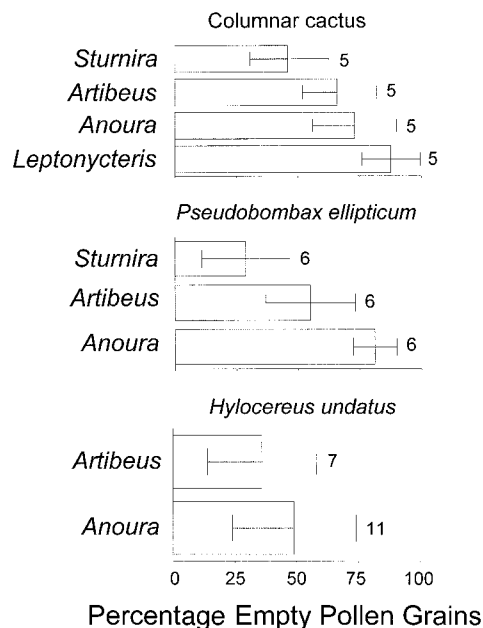 Columnar cactus
Sturnira 5
Artibeus 5
Anoura 5
Leptonycteris 5
Pseudobombax ellipticum
Sturnira 6
Artibeus 6
Anoura 6
Hylocereus undatus
Artibeus 7
Anoura 11
0 25 50 75 100
Percentage Empty Pollen Grains